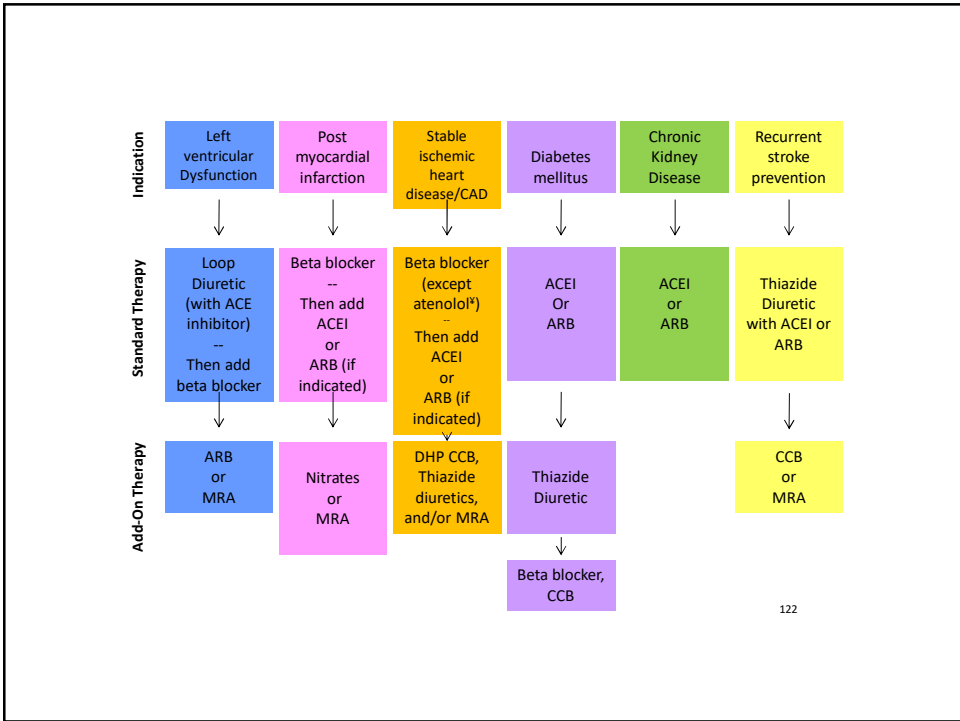 Indication
Left
ventricular
Dysfunction
Post
myocardial
infarction
Stable
ischemic
heart
disease/CAD
Diabetes
mellitus
Chronic
Kidney
Disease
Recurrent
stroke
prevention
Standard Therapy
Loop
Diuretic
(with ACE
inhibitor)
--
Then add
beta blocker
Beta blocker
--
Then add
ACEI
or
ARB (if
indicated)
Beta blocker
(except
atenolol¥)
--
Then add
ACEI
or
ARB (if
indicated)
ACEI
Or
ARB
ACEI
or
ARB
Thiazide
Diuretic
with ACEI or
ARB
Add-On Therapy
ARB
or
MRA
Nitrates
or
MRA
DHP CCB,
Thiazide
diuretics,
and/or MRA
Thiazide
Diuretic
CCB
or
MRA
Beta blocker,
CCB
122